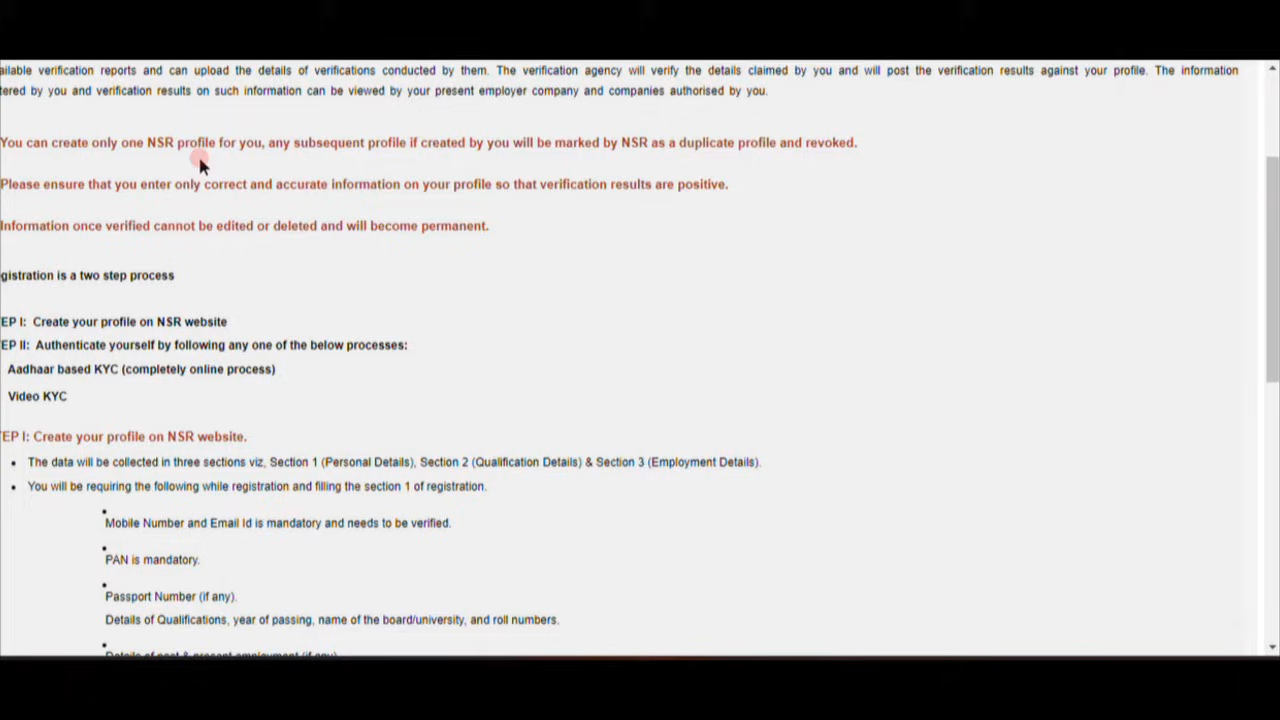 ailable verification reports and can upload the details of verifications conducted by them. The verification agency will verify the details claimed by you and will post the verification results against your profile. The information
tered by you and verification results on such information can be viewed by your present employer company and companies authorised by you.
You can create only one NSR profile for you, any subsequent profile if created by you will be marked by NSR as a duplicate profile and revoked.
Please ensure that you enter only correct and accurate information on your profile so that verification results are positive.
Information once verified cannot be edited or deleted and will become permanent.
gistration is a two step process
EP I: Create your profile on NSR website
EP II: Authenticate yourself by following any one of the below processes:
Aadhaar based KYC (completely online process)
Video KYC
EP I: Create your profile on NSR website.
• The data will be collected in three sections viz, Section 1 (Personal Details), Section 2 (Qualification Details) & Section 3 (Employment Details).
• You will be requiring the following while registration and filling the section 1 of registration.
• Mobile Number and Email Id is mandatory and needs to be verified.
• PAN is mandatory.
• Passport Number (if any).
Details of Qualifications, year of passing, name of the board/university, and roll numbers.
• Details of past & present employment (if any)